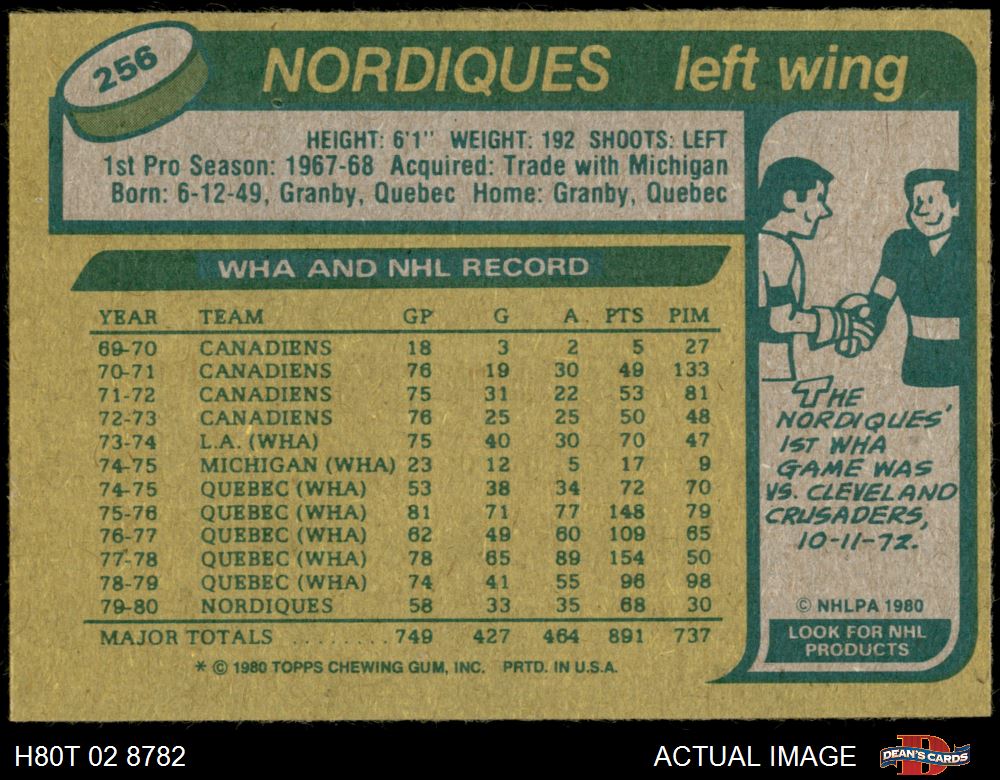 256
NORDIQUES left wing
HEIGHT: 6'1" WEIGHT: 192 SHOOTS: LEFT
1st Pro Season: 1967-68 Acquired: Trade with Michigan
Born: 6-12-49, Granby, Quebec Home: Granby, Quebec
WHA AND NHL RECORD
YEAR TEAM GP G A PTS PIM
69-70 CANADIENS 18 3 2 5 27
70-71 CANADIENS 76 19 30 49 133
71-72 CANADIENS 75 31 22 53 81
72-73 CANADIENS 76 25 25 50 48
73-74 L.A. (WHA) 75 40 30 70 47
74-75 MICHIGAN (WHA) 23 12 5 17 9
74-75 QUEBEC (WHA) 53 38 34 72 70
75-76 QUEBEC (WHA) 81 71 77 148 79
76-77 QUEBEC (WHA) 62 49 60 109 65
77-78 QUEBEC (WHA) 78 65 89 154 50
78-79 QUEBEC (WHA) 74 41 55 96 98
79-80 NORDIQUES 58 33 35 68 30
MAJOR TOTALS ........ 749 427 464 891 737
* © 1980 TOPPS CHEWING GUM, INC. PRTD. IN U.S.A.
THE
NORDIQUES'
1ST WHA
GAME WAS
VS. CLEVELAND
CRUSADERS,
10-11-72.
© NHLPA 1980
LOOK FOR NHL
PRODUCTS
H80T 02 8782 ACTUAL IMAGE
DEAN'S CARDS